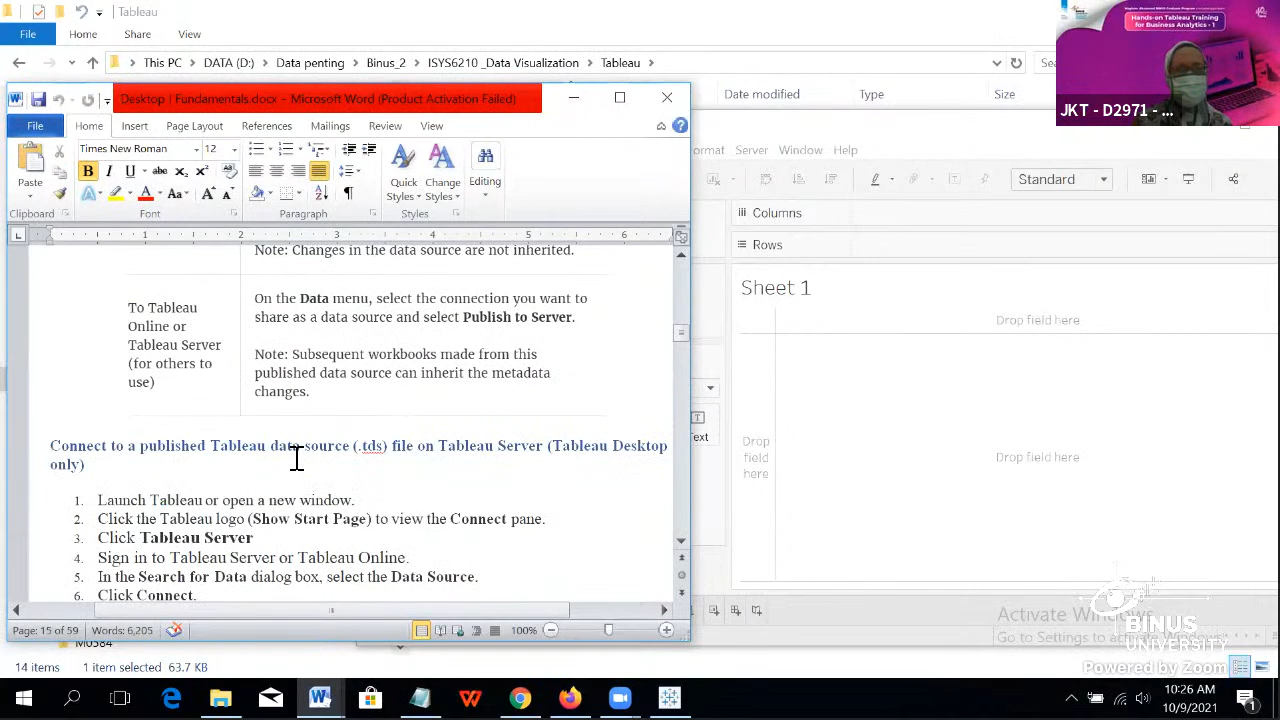 Tableau
File Home Share View
This PC DATA (D:) Data penting Binus_2 ISYS6210 _Data Visualization Tableau
Date modified Type Size
Hands-on Tableau Training
for Business Analytics - 1
JKT - D2971 - ...
Desktop | Fundamentals.docx - Microsoft Word (Product Activation Failed)
File Home Insert Page Layout References Mailings Review View
Times New Roman 12
Paste
Quick
Styles
Change
Styles
Editing
Clipboard Font Paragraph Styles
1 2 3 4 5 6
Note: Changes in the data source are not inherited.
To Tableau
Online or
Tableau Server
(for others to
use)
On the Data menu, select the connection you want to
share as a data source and select Publish to Server.
Note: Subsequent workbooks made from this
published data source can inherit the metadata
changes.
Connect to a published Tableau data source (.tds) file on Tableau Server (Tableau Desktop
only)
1. Launch Tableau or open a new window.
2. Click the Tableau logo (Show Start Page) to view the Connect pane.
3. Click Tableau Server
4. Sign in to Tableau Server or Tableau Online.
5. In the Search for Data dialog box, select the Data Source.
6. Click Connect.
Page: 15 of 59 Words: 6,205 100%
ormat Server Window Help
Standard
Columns
Rows
Sheet 1
Drop field here
Drop
field
here
Drop field here
Text
Activate Windows
Go to Settings to activate Windows.
BINUS
UNIVERSITY
Powered by Zoom
M0584
14 items 1 item selected 63.7 KB
10:26 AM
10/9/2021
1